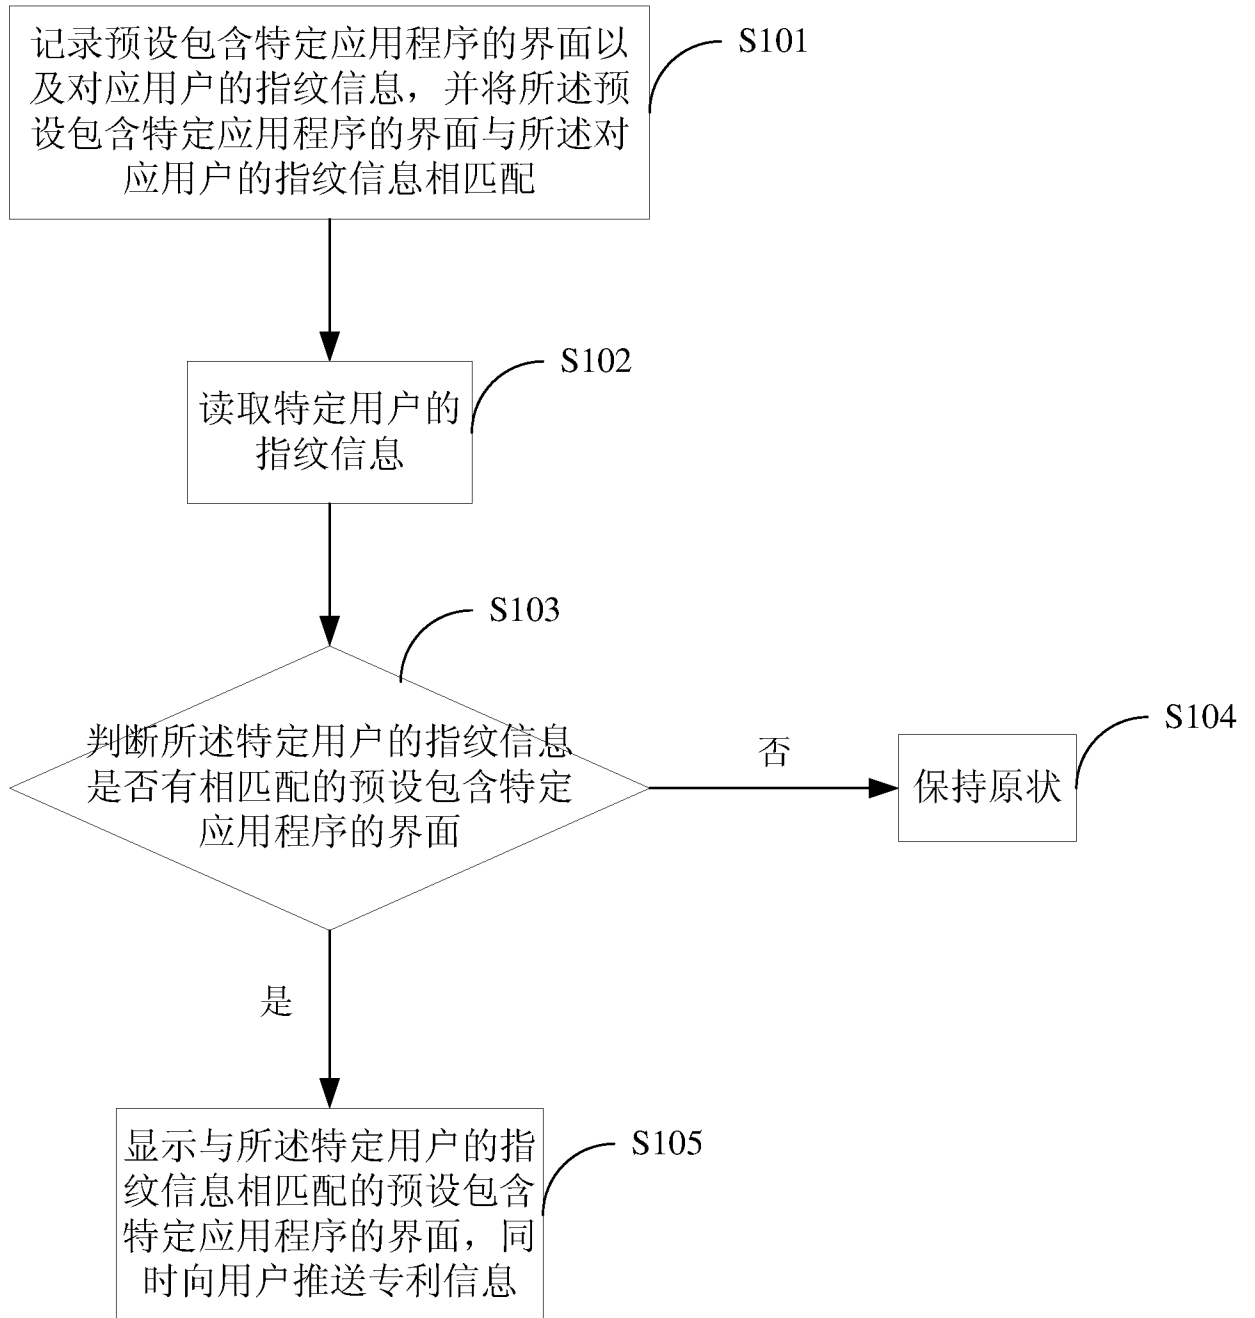 记录预设包含特定应用程序的界面以
及对应用户的指纹信息，并将所述预
设包含特定应用程序的界面与所述对
应用户的指纹信息相匹配
S101
S102
读取特定用户的
指纹信息
S103
判断所述特定用户的指纹信息
是否有相匹配的预设包含特定
应用程序的界面
否
S104
保持原状
是
S105
显示与所述特定用户的指
纹信息相匹配的预设包含
特定应用程序的界面，同
时向用户推送专利信息